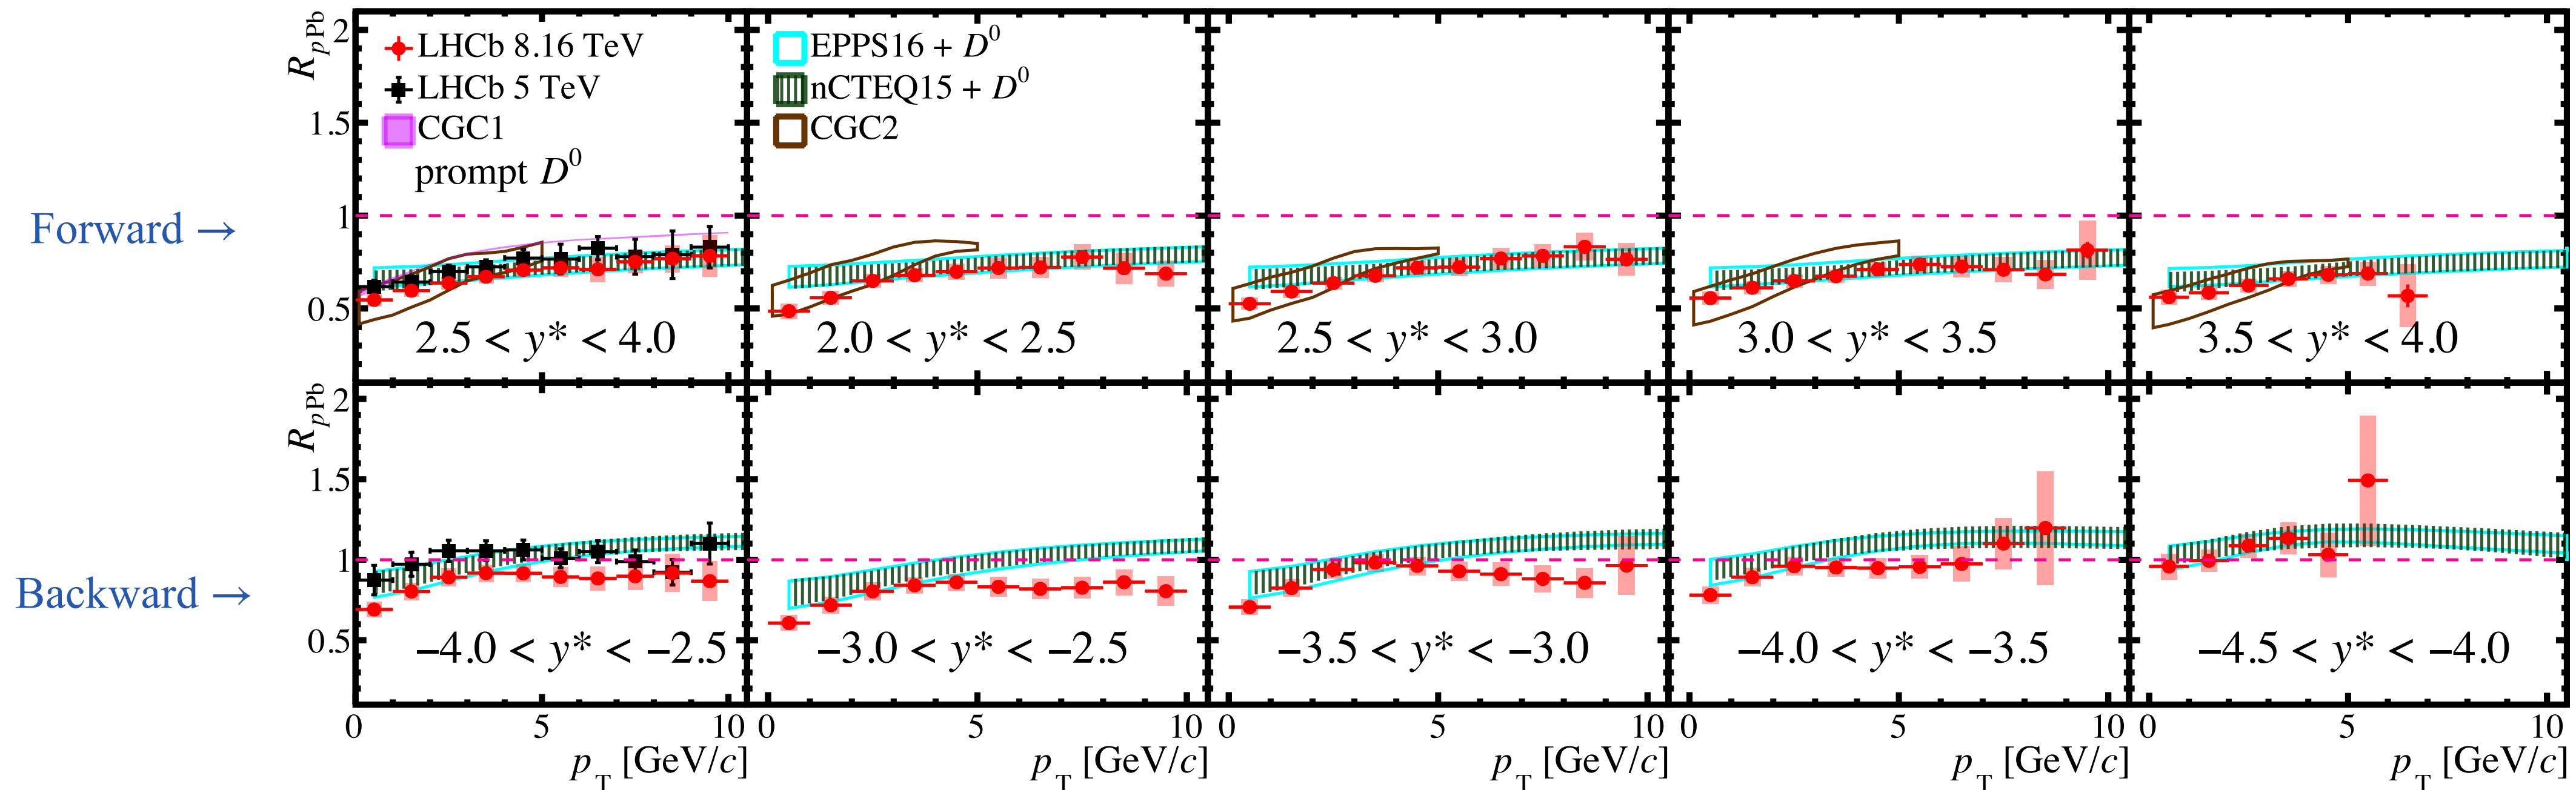 R_pPb
2
1.5
1
0.5
LHCb 8.16 TeV
LHCb 5 TeV
CGC1
prompt D⁰
EPPS16 + D⁰
nCTEQ15 + D⁰
CGC2
Forward →
2.5 < y* < 4.0
2.0 < y* < 2.5
2.5 < y* < 3.0
3.0 < y* < 3.5
3.5 < y* < 4.0
R_pPb
2
1.5
1
0.5
Backward →
−4.0 < y* < −2.5
−3.0 < y* < −2.5
−3.5 < y* < −3.0
−4.0 < y* < −3.5
−4.5 < y* < −4.0
0 5 10 0 5 10 0 5 10 0 5 10 0 5 10
p_T [GeV/c] p_T [GeV/c] p_T [GeV/c] p_T [GeV/c] p_T [GeV/c]